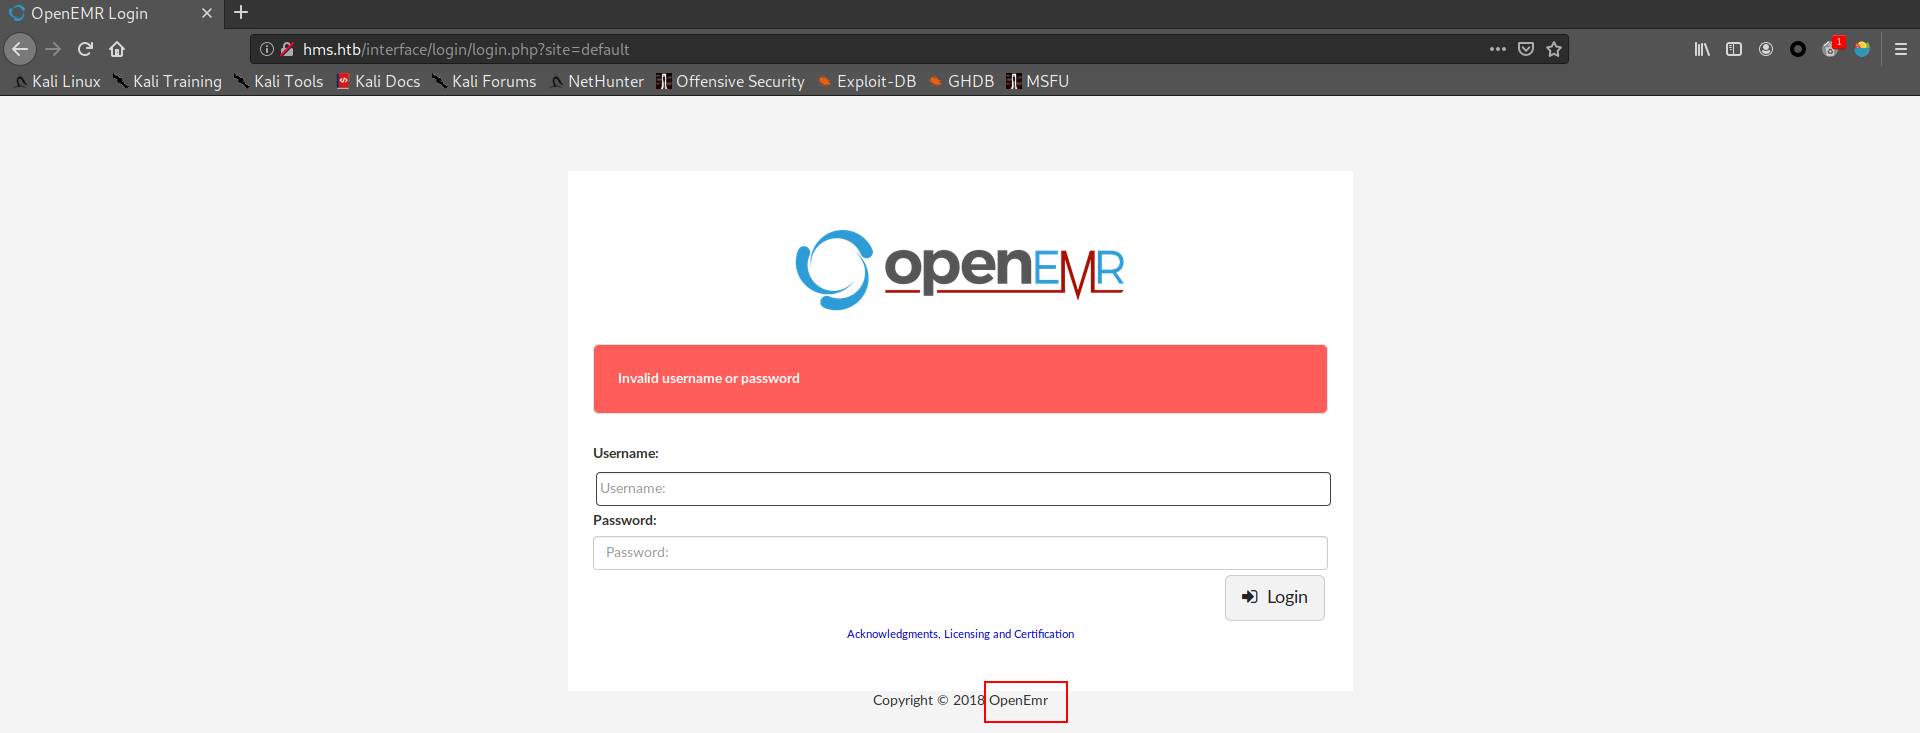 OpenEMR Login
hms.htb/interface/login/login.php?site=default
1
Kali Linux Kali Training Kali Tools Kali Docs Kali Forums NetHunter Offensive Security Exploit-DB GHDB MSFU
openEMR
Invalid username or password
Username:
Username:
Password:
Password:
Login
Acknowledgments, Licensing and Certification
Copyright © 2018 OpenEmr